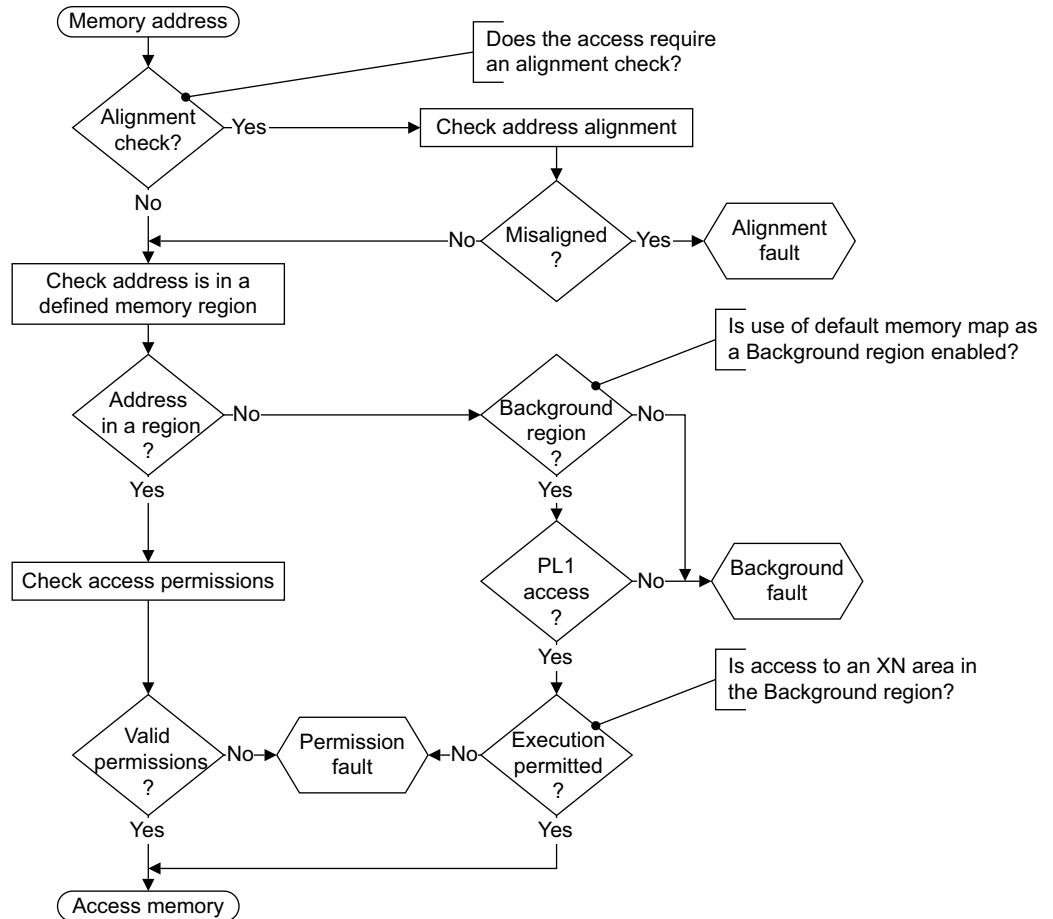 Memory address
Does the access require
an alignment check?
Alignment
check?
Yes
Check address alignment
No
Misaligned
?
No
Yes
Alignment
fault
Check address is in a
defined memory region
Is use of default memory map as
a Background region enabled?
Address
in a region
?
No
Background
region
?
No
Yes
Yes
Check access permissions
PL1
access
?
No
Background
fault
Yes
Is access to an XN area in
the Background region?
Valid
permissions
?
No
Permission
fault
No
Execution
permitted
?
Yes
Yes
Access memory